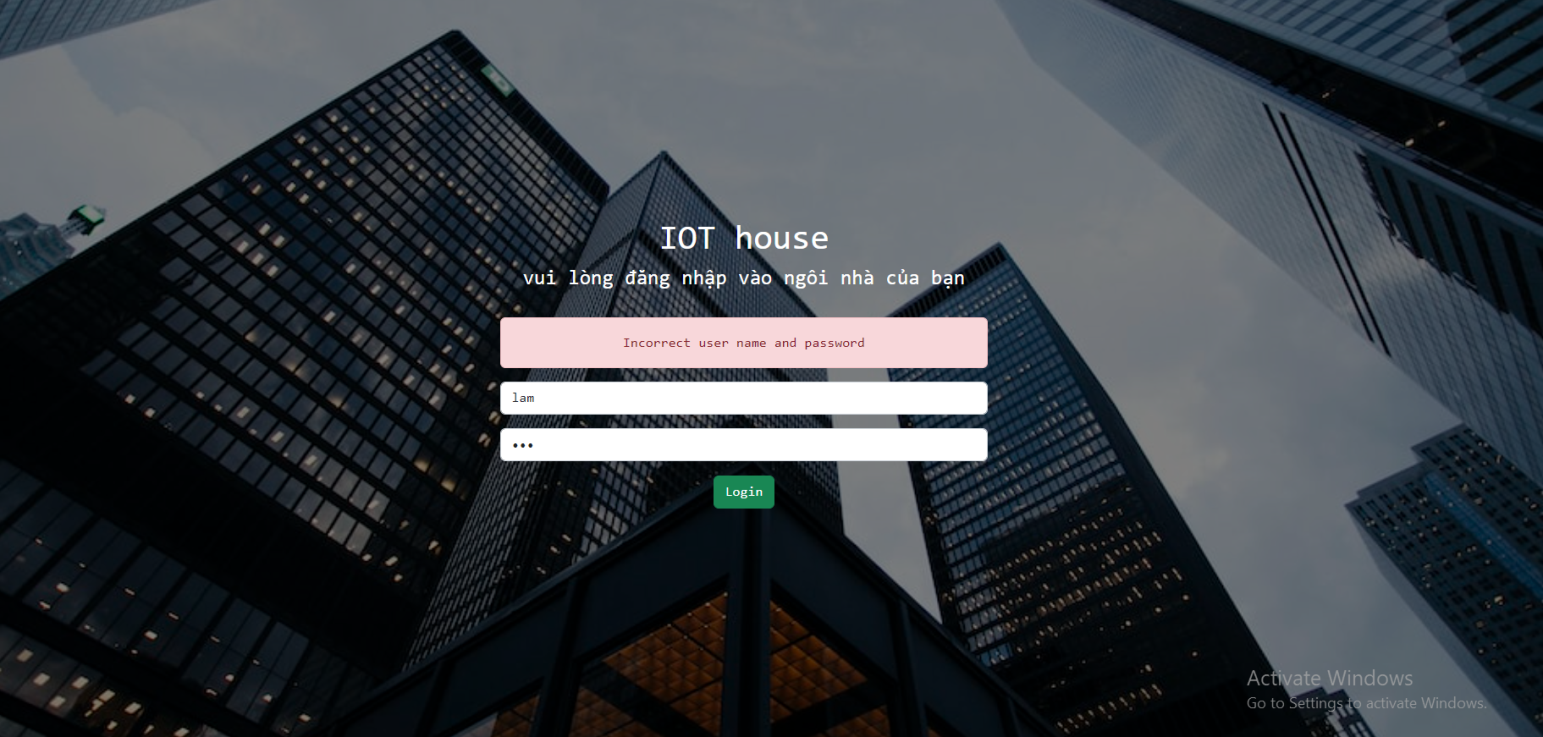 IOT house
vui lòng đăng nhập vào ngôi nhà của bạn
Incorrect user name and password
lam
•••
Login
Activate Windows
Go to Settings to activate Windows.